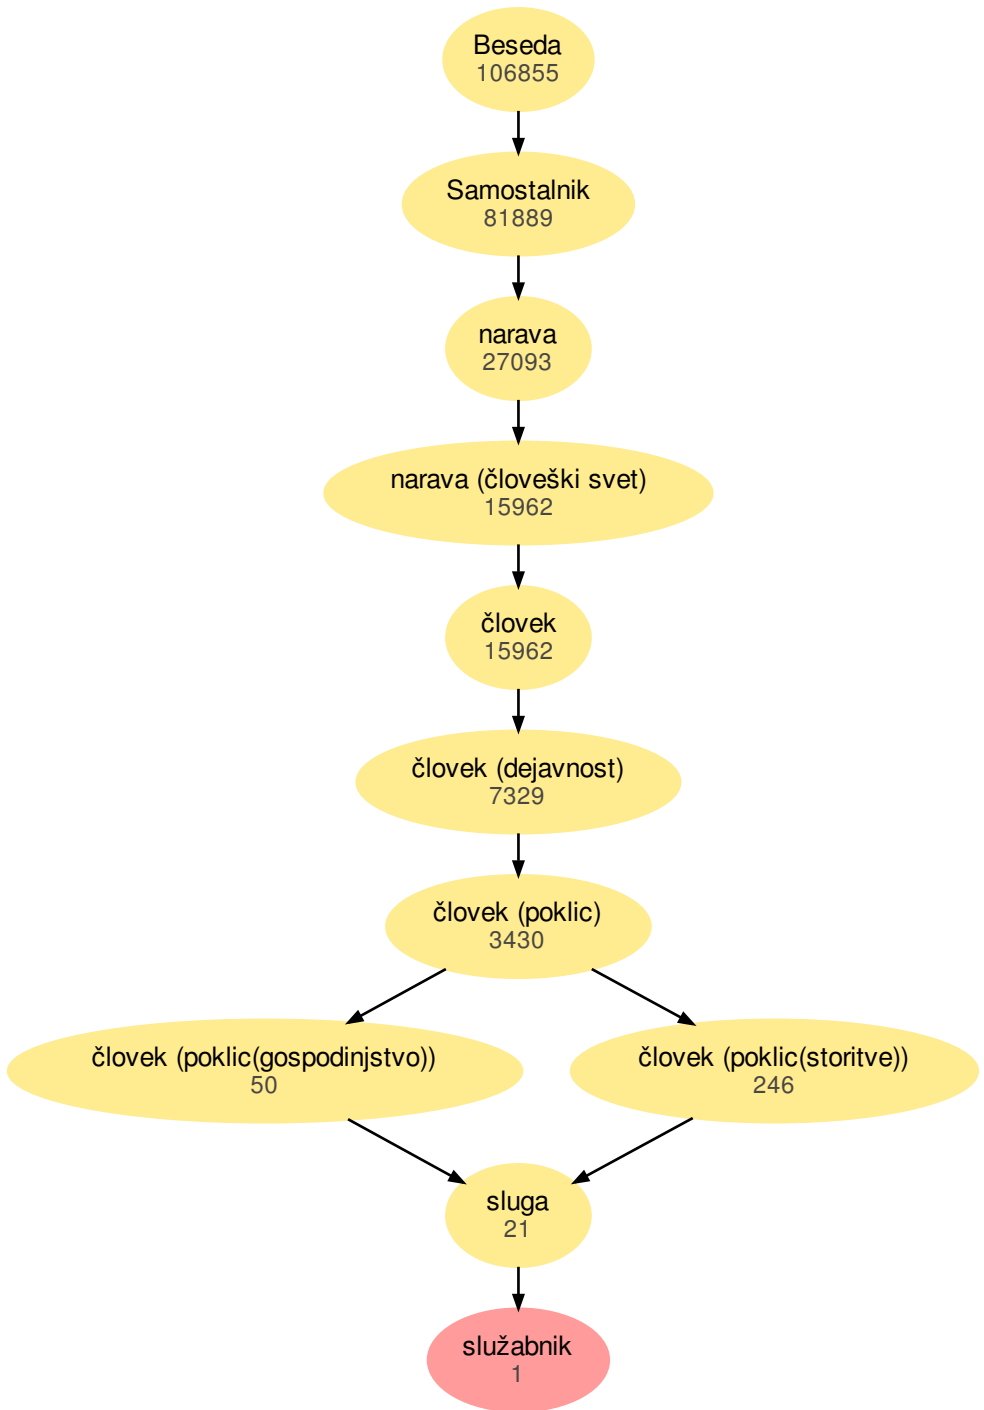 Beseda
106855
Samostalnik
81889
narava
27093
narava (človeški svet)
15962
človek
15962
človek (dejavnost)
7329
človek (poklic)
3430
človek (poklic(gospodinjstvo))
50
človek (poklic(storitve))
246
sluga
21
služabnik
1